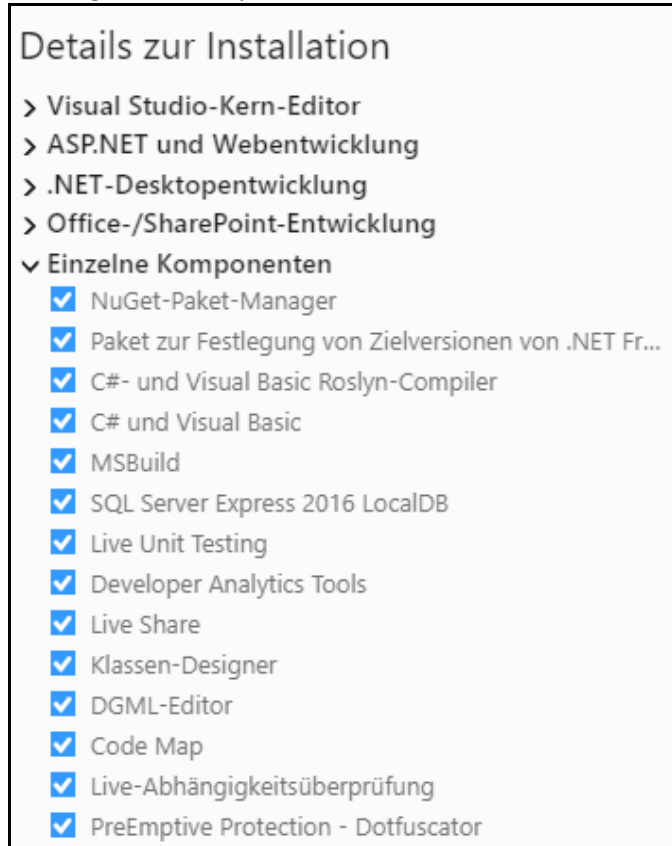 Details zur Installation
Visual Studio-Kern-Editor
ASP.NET und Webentwicklung
.NET-Desktopentwicklung
Office-/SharePoint-Entwicklung
Einzelne Komponenten
NuGet-Paket-Manager
Paket zur Festlegung von Zielversionen von .NET Fr...
C#- und Visual Basic Roslyn-Compiler
C# und Visual Basic
MSBuild
SQL Server Express 2016 LocalDB
Live Unit Testing
Developer Analytics Tools
Live Share
Klassen-Designer
DGML-Editor
Code Map
Live-Abhängigkeitsüberprüfung
PreEmptive Protection - Dotfuscator